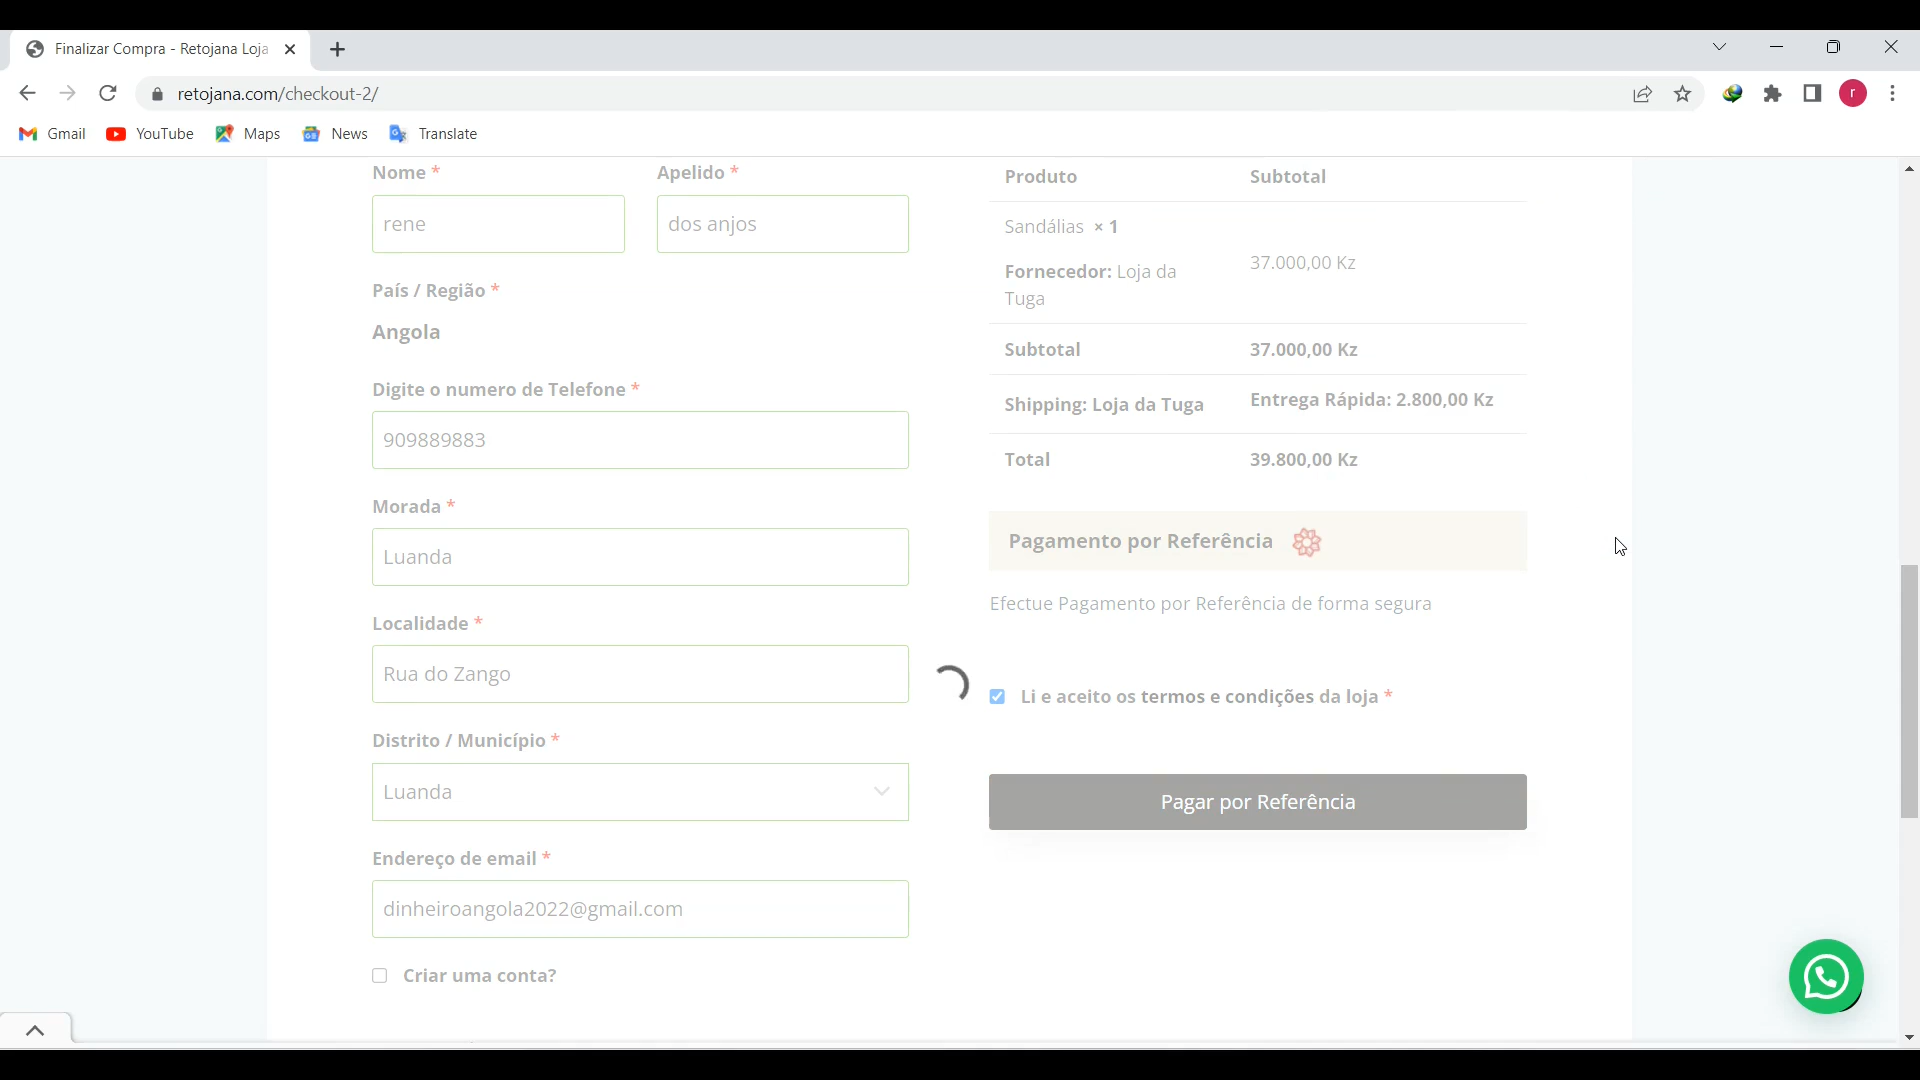 Finalizar Compra - Retojana Loja
retojana.com/checkout-2/
r
Gmail
YouTube
Maps
News
Translate
Nome *
Apelido *
rene
dos anjos
País / Região *
Angola
Digite o numero de Telefone *
909889883
Morada *
Luanda
Localidade *
Rua do Zango
Distrito / Município *
Luanda
Endereço de email *
dinheiroangola2022@gmail.com
Criar uma conta?
Produto
Subtotal
Sandálias × 1
Fornecedor: Loja da
Tuga
37.000,00 Kz
Subtotal
37.000,00 Kz
Shipping: Loja da Tuga
Entrega Rápida: 2.800,00 Kz
Total
39.800,00 Kz
Pagamento por Referência
Efectue Pagamento por Referência de forma segura
Li e aceito os termos e condições da loja *
Pagar por Referência